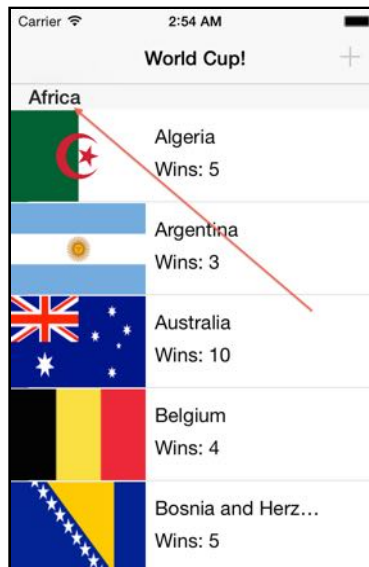 Carrier 2:54 AM
World Cup! +
Africa
Algeria
Wins: 5
Argentina
Wins: 3
Australia
Wins: 10
Belgium
Wins: 4
Bosnia and Herz...
Wins: 5